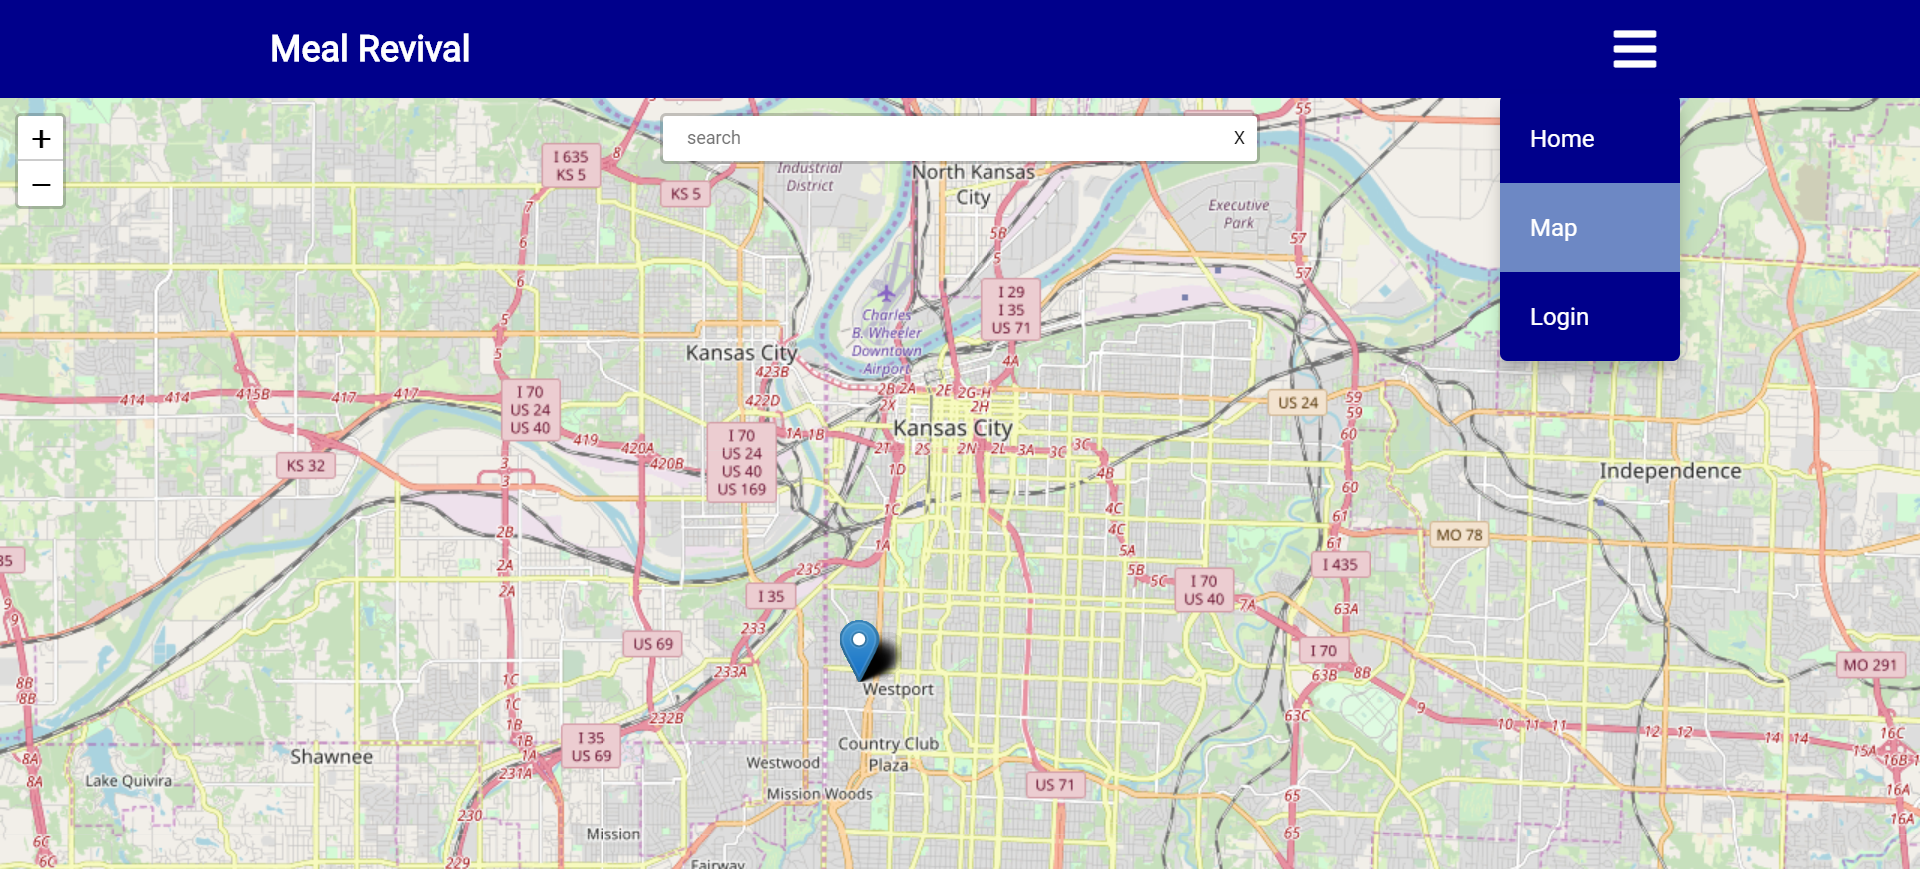 Meal Revival
Home
Map
Login
+
−
search
X
I 635
KS 5
8
KS 5
7
6
6
5
5
Industrial
District
North Kansas
City
5B
5
Executive
Park
55
57
57
I 29
I 35
US 71
4A
Charles
B. Wheeler
Downtown
Airport
Kansas City
423B
422D
2B
2A
2E
2G-H
2X
2H
Kansas City
414
414
415B
417
417
I 70
US 24
US 40
419
420A
420B
I 70
US 24
US 40
US 169
1A
1B
2T
2S
2N
2L
3A
3C
3C
4B
4C
4C
5A
5B
5C
1D
1C
1A
US 24
59
59
60
60
61
61
Independence
MO 78
I 435
63A
KS 32
3
3
2B
2A
2A
35
9
9
235
I 35
233
233A
US 69
I 70
US 40
7A
I 70
63B
8B
63C
9
10
11
11
12
12
14
14
MO 291
16C
15A
16B
16A
16A
Westport
Country Club
Plaza
Westwood
Mission Woods
Mission
Fairway
US 71
65
65
8B
8B
8A
8A
6C
6C
Lake Quivira
Shawnee
1C
1C
1B
1B
1A
231A
230
229
I 35
US 69
232B